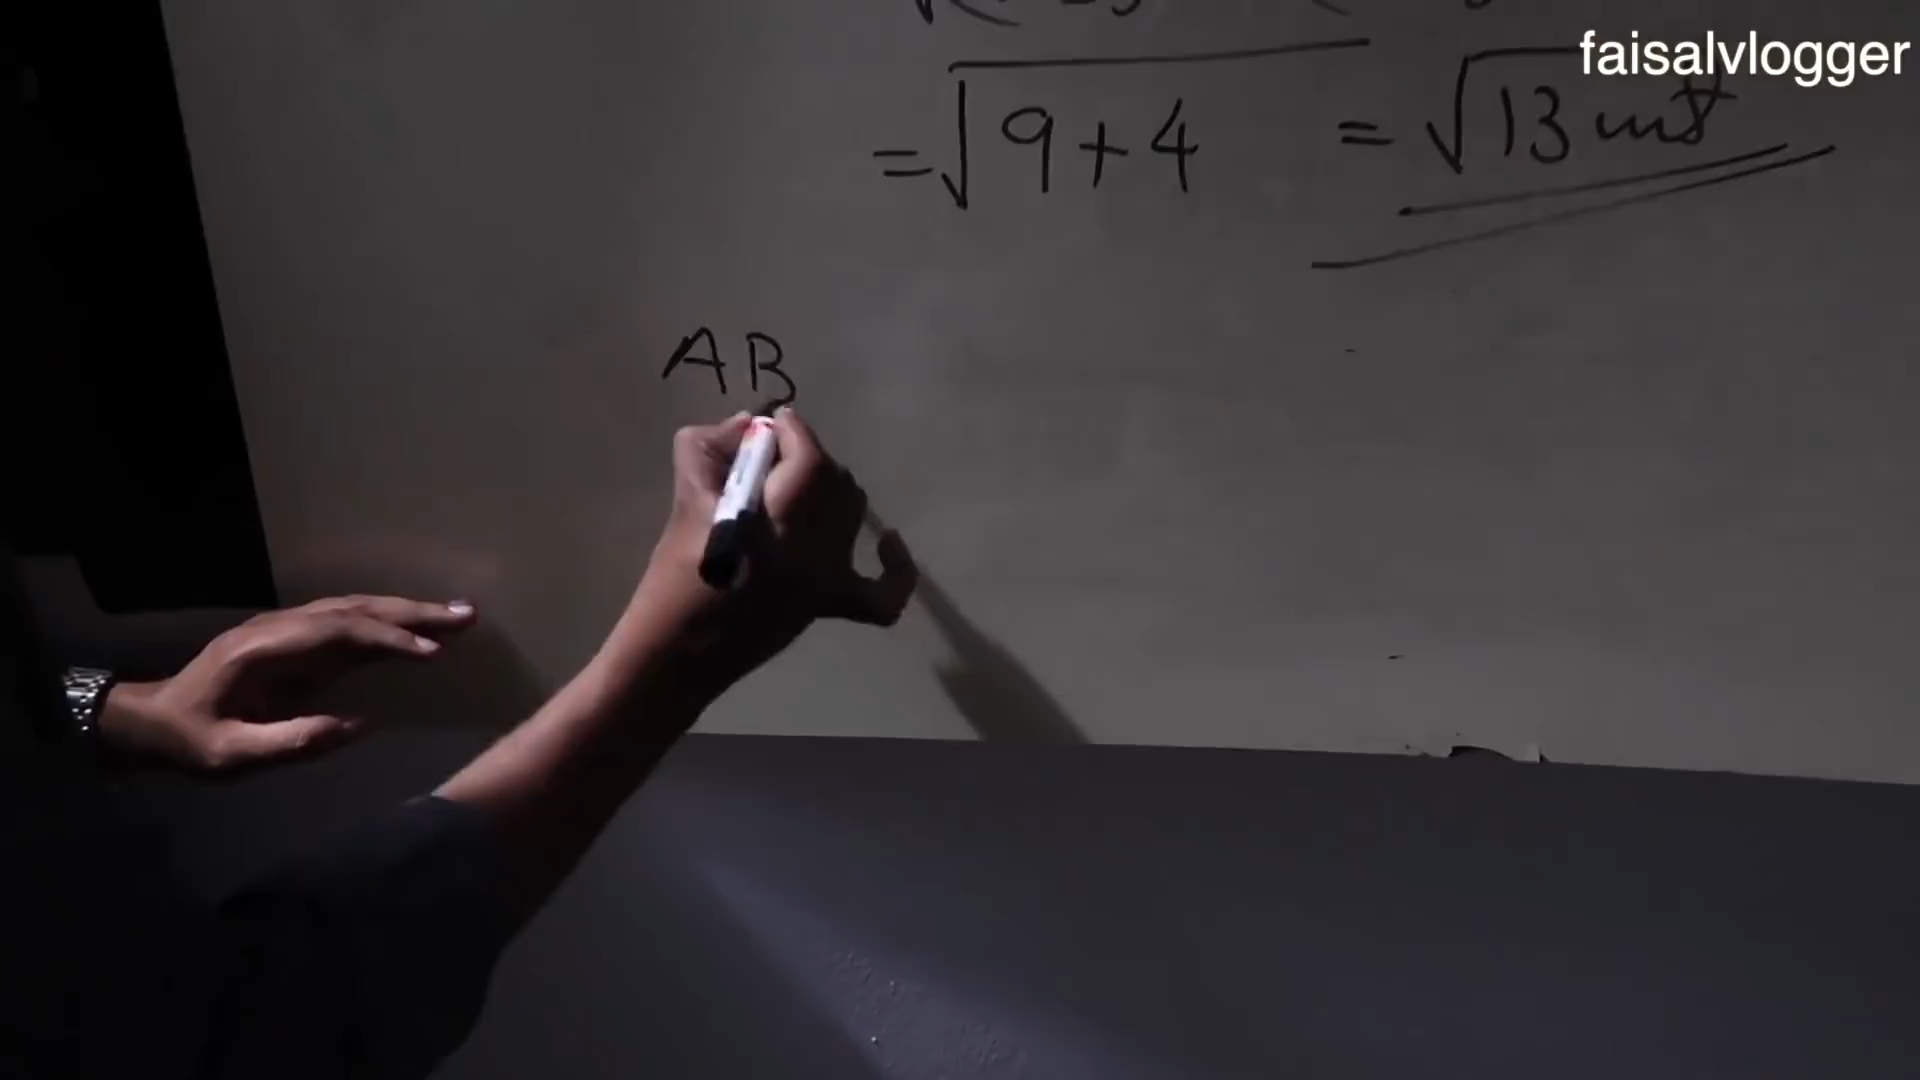 faisalvlogger
= √9+4 = √13
AB